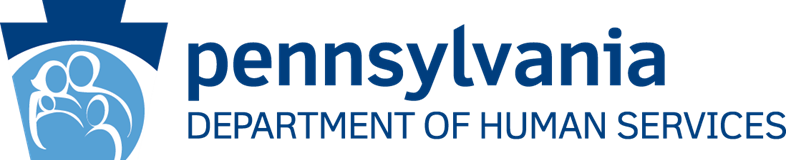 pennsylvania
DEPARTMENT OF HUMAN SERVICES